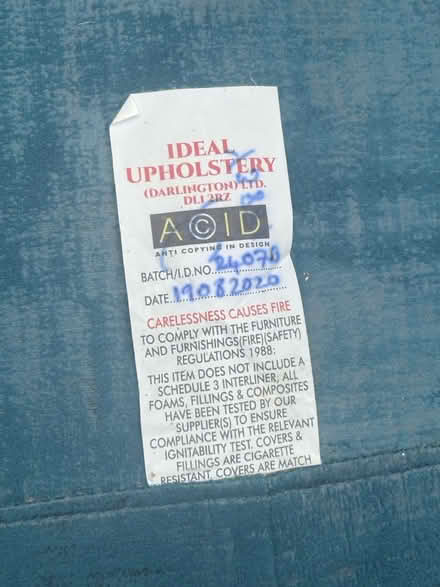 IDEAL
UPHOLSTERY
(DARLINGTON) LTD.
DL1 2RZ
A©ID
ANTI COPYING IN DESIGN
BATCH/I.D.NO.
DATE 19082020
CARELESSNESS CAUSES FIRE
TO COMPLY WITH THE FURNITURE
AND FURNISHINGS(FIRE)(SAFETY)
REGULATIONS 1988:
THIS ITEM DOES NOT INCLUDE A
SCHEDULE 3 INTERLINER, ALL
FOAMS, FILLINGS & COMPOSITES
HAVE BEEN TESTED BY OUR
SUPPLIER(S) TO ENSURE
COMPLIANCE WITH THE RELEVANT
IGNITABILITY TEST. COVERS &
FILLINGS ARE CIGARETTE
RESISTANT. COVERS ARE MATCH